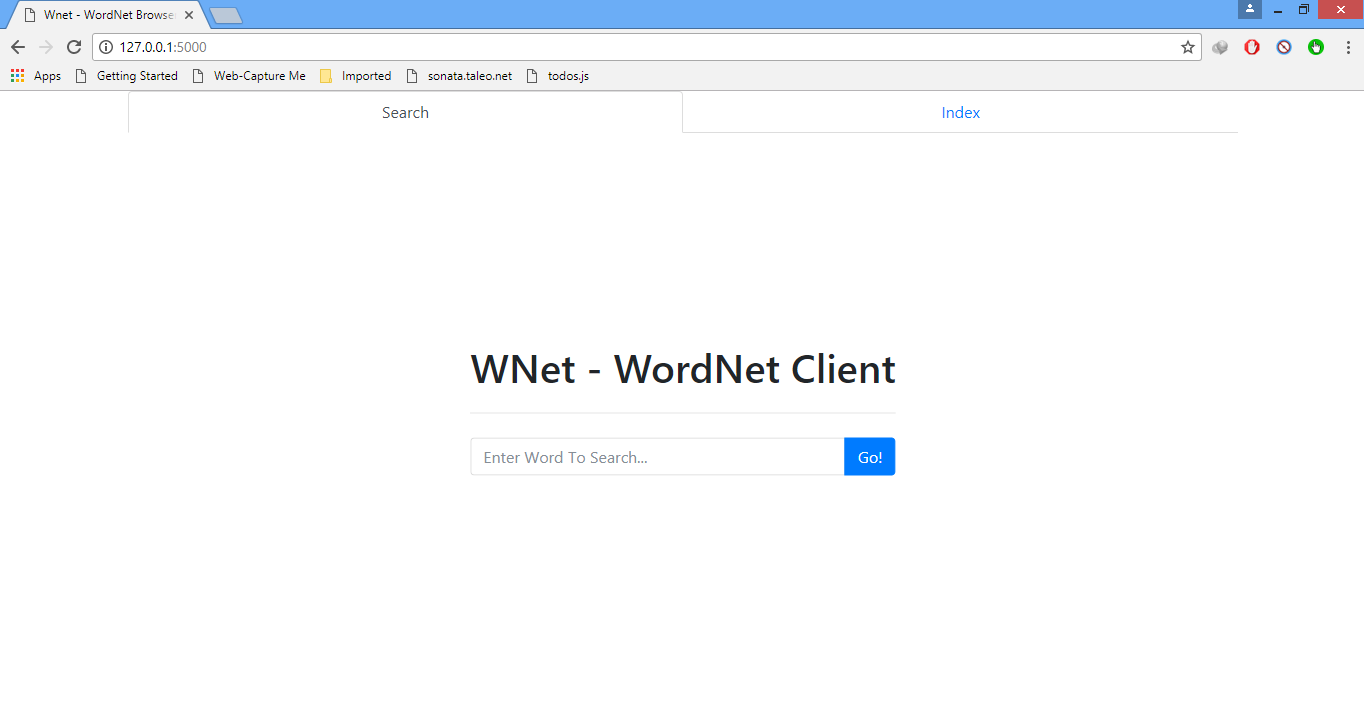 Wnet - WordNet Browse
127.0.0.1:5000
Apps Getting Started Web-Capture Me Imported sonata.taleo.net todos.js
Search Index
WNet - WordNet Client
Enter Word To Search...
Go!